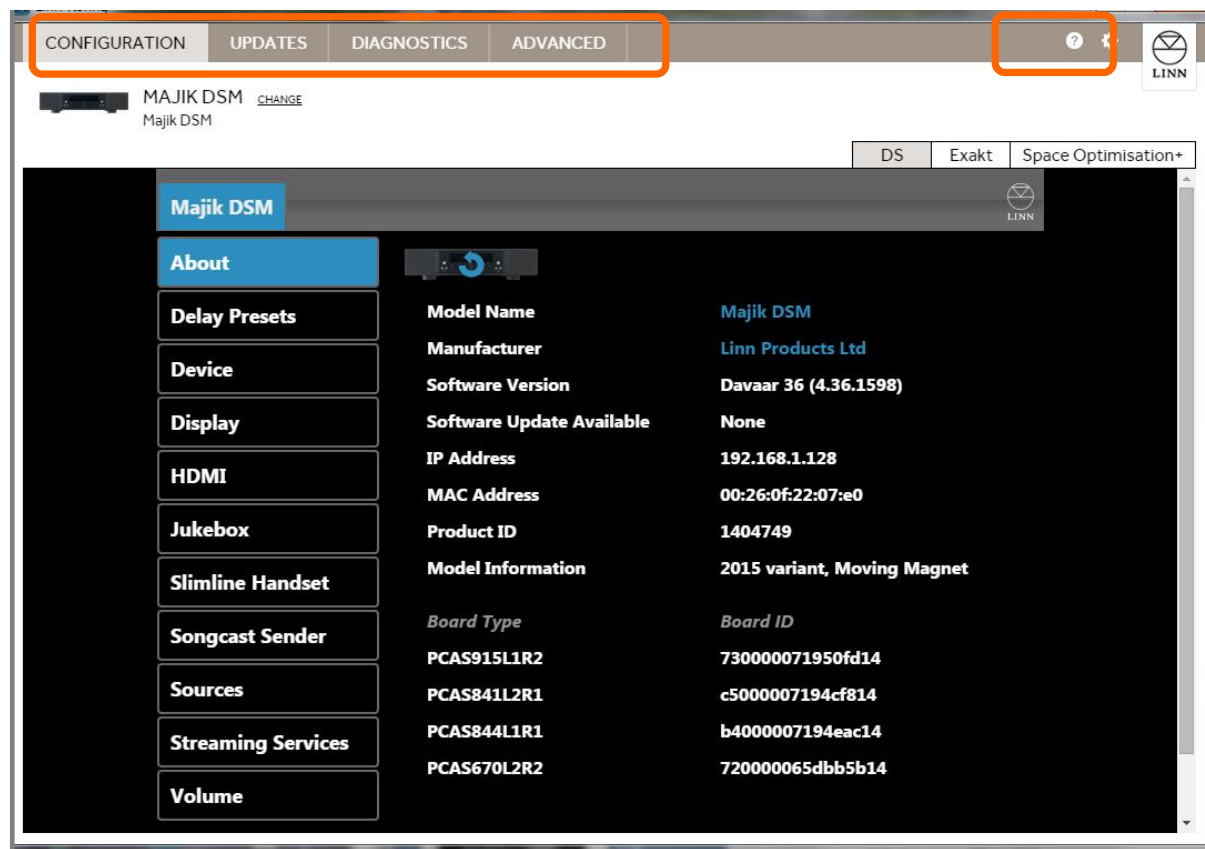 CONFIGURATION UPDATES DIAGNOSTICS ADVANCED ?
LINN
MAJIK DSM CHANGE
Majik DSM
DS Exakt Space Optimisation+
Majik DSM
LINN
About
Delay Presets
Device
Display
HDMI
Jukebox
Slimline Handset
Songcast Sender
Sources
Streaming Services
Volume
Model Name Majik DSM
Manufacturer Linn Products Ltd
Software Version Davaar 36 (4.36.1598)
Software Update Available None
IP Address 192.168.1.128
MAC Address 00:26:0f:22:07:e0
Product ID 1404749
Model Information 2015 variant, Moving Magnet
Board Type Board ID
PCAS915L1R2 730000071950fd14
PCAS841L2R1 c5000007194cf814
PCAS844L1R1 b4000007194eac14
PCAS670L2R2 720000065dbb5b14